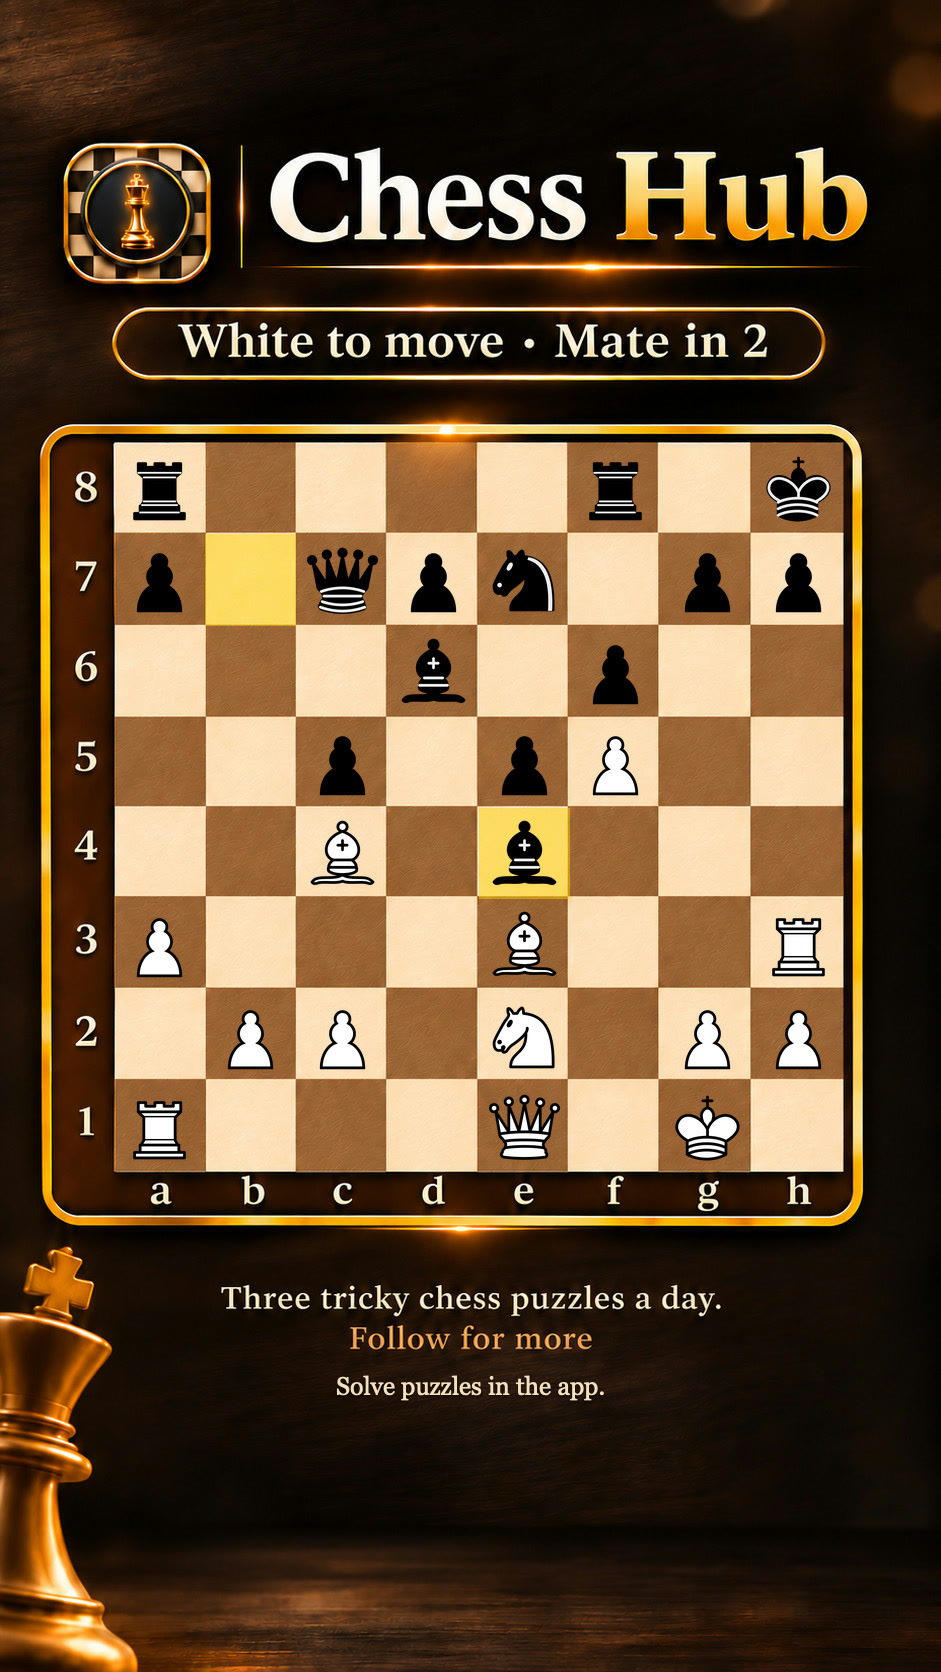 Chess Hub
White to move • Mate in 2
8
7
6
5
4
3
2
1
a b c d e f g h
Three tricky chess puzzles a day.
Follow for more
Solve puzzles in the app.